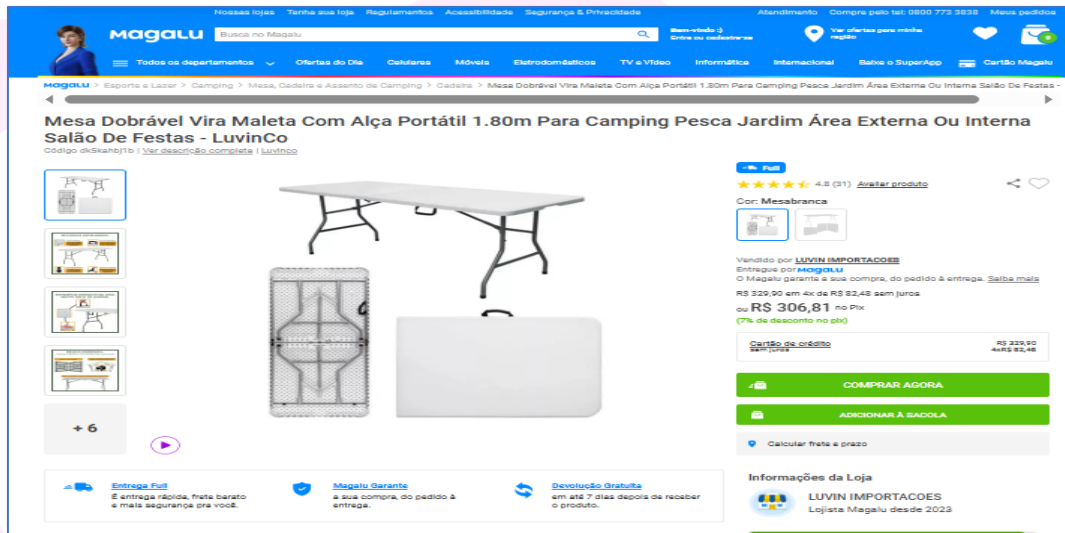 Nossas lojas Tenha sua loja Regulamentos Acessibilidade Segurança & Privacidade Atendimento Compre pelo tel: 0800 773 3838 Meus pedidos
Magalu Busca no Magalu Bem-vindo :) Ver ofertas para minha
Entre ou cadastre-se região
Todos os departamentos Ofertas do Dia Celulares Móveis Eletrodomésticos TV e Vídeo Informática Internacional Baixe o SuperApp Cartão Magalu
Magalu > Esporte e Lazer > Camping > Mesa, Cadeira e Assento de Camping > Cadeira > Mesa Dobrável Vira Maleta Com Alça Portátil 1.80m Para Camping Pesca Jardim Área Externa Ou Interna Salão De Festas -
Mesa Dobrável Vira Maleta Com Alça Portátil 1.80m Para Camping Pesca Jardim Área Externa Ou Interna
Salão De Festas - LuvinCo
Código dk5kahbj1b | Ver descrição completa | Luvinco
Full
4.8 (31) Avaliar produto
Cor: Mesabranca
Vendido por LUVIN IMPORTACOES
Entregue por Magalu
O Magalu garante a sua compra, do pedido à entrega. Saiba mais
R$ 329,90 em 4x de R$ 82,48 sem juros
ou R$ 306,81 no Pix
(7% de desconto no pix)
Cartão de crédito R$ 329,90
sem juros 4xR$ 82,48
COMPRAR AGORA
ADICIONAR À SACOLA
+ 6
Calcular frete e prazo
Entrega Full
É entrega rápida, frete barato
e mais segurança pra você.
Magalu Garante
a sua compra, do pedido à
entrega.
Devolução Gratuita
em até 7 dias depois de receber
o produto.
Informações da Loja
LUVIN IMPORTACOES
Lojista Magalu desde 2023